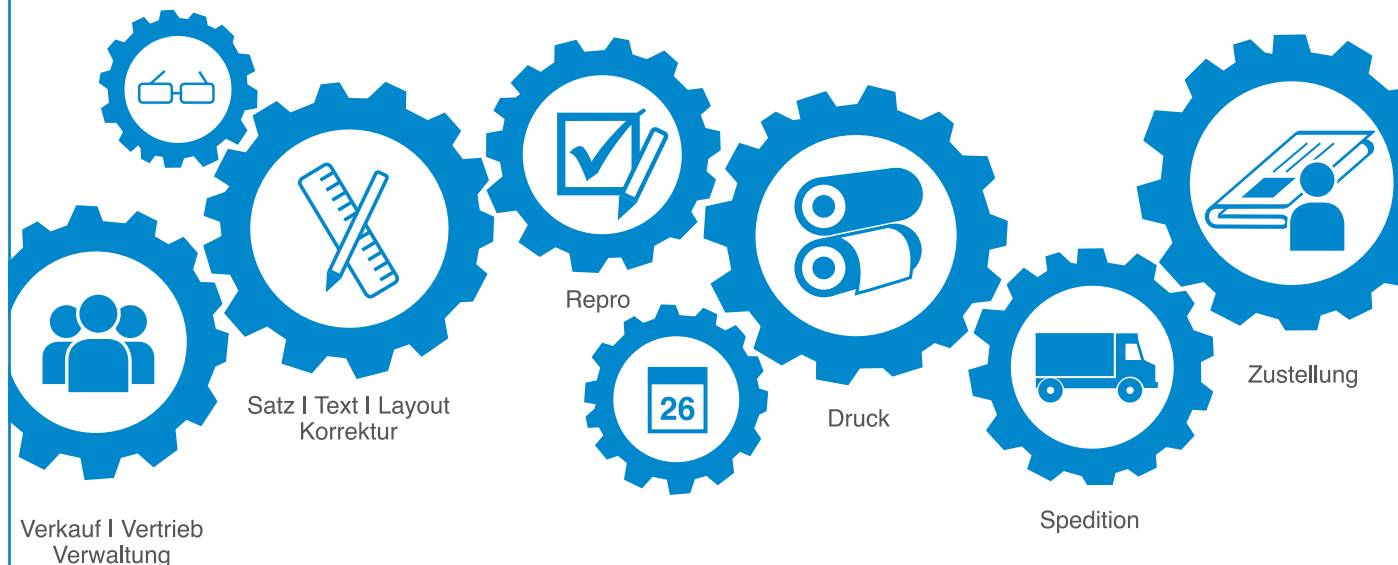 Repro
26
Zustellung
Satz I Text I Layout
Korrektur
Druck
Spedition
Verkauf I Vertrieb
Verwaltung